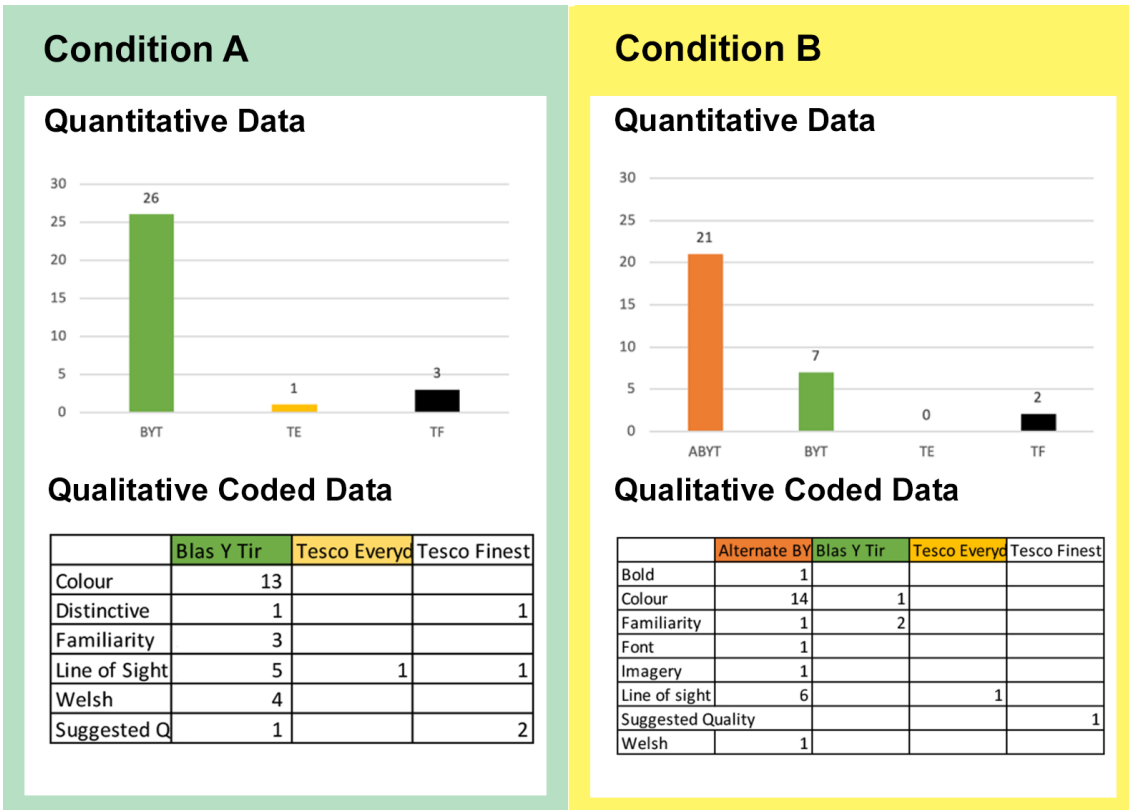 Condition A
Quantitative Data
30
26
25
20
15
10
5
3
1
0
BYT TE TF
Qualitative Coded Data
Blas Y Tir Tesco Everyd Tesco Finest
Colour 13
Distinctive 1 1
Familiarity 3
Line of Sight 5 1 1
Welsh 4
Suggested Q 1 2
Condition B
Quantitative Data
30
25
21
20
15
10
7
5
2
0
0
ABYT BYT TE TF
Qualitative Coded Data
Alternate BY Blas Y Tir Tesco Everyd Tesco Finest
Bold 1
Colour 14 1
Familiarity 1 2
Font 1
Imagery 1
Line of sight 6 1
Suggested Quality 1
Welsh 1